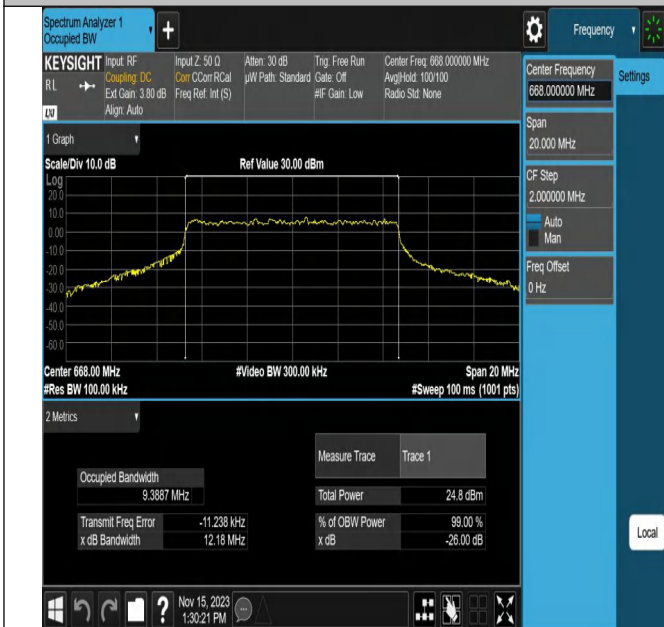 Spectrum Analyzer 1
Occupied BW
+
Frequency
KEYSIGHT
RL
LXI
Input: RF
Coupling: DC
Ext Gain: 3.80 dB
Align: Auto
Input Z: 50 Ω
Corr CCorr RCal
Freq Ref: Int (S)
Atten: 30 dB
µW Path: Standard
Trig: Free Run
Gate: Off
#IF Gain: Low
Center Freq: 668.000000 MHz
Avg|Hold: 100/100
Radio Std: None
Center Frequency
668.000000 MHz
Settings
Span
20.000 MHz
CF Step
2.000000 MHz
Auto
Man
Freq Offset
0 Hz
1 Graph
Scale/Div 10.0 dB
Ref Value 30.00 dBm
Log
20.0
10.0
0.00
-10.0
-20.0
-30.0
-40.0
-50.0
-60.0
Center 668.00 MHz
#Video BW 300.00 kHz
Span 20 MHz
#Res BW 100.00 kHz
#Sweep 100 ms (1001 pts)
2 Metrics
Measure Trace
Trace 1
Occupied Bandwidth
9.3887 MHz
Total Power
24.8 dBm
Transmit Freq Error
-11.238 kHz
% of OBW Power
99.00 %
x dB Bandwidth
12.18 MHz
x dB
-26.00 dB
Local
?
Nov 15, 2023
1:30:21 PM